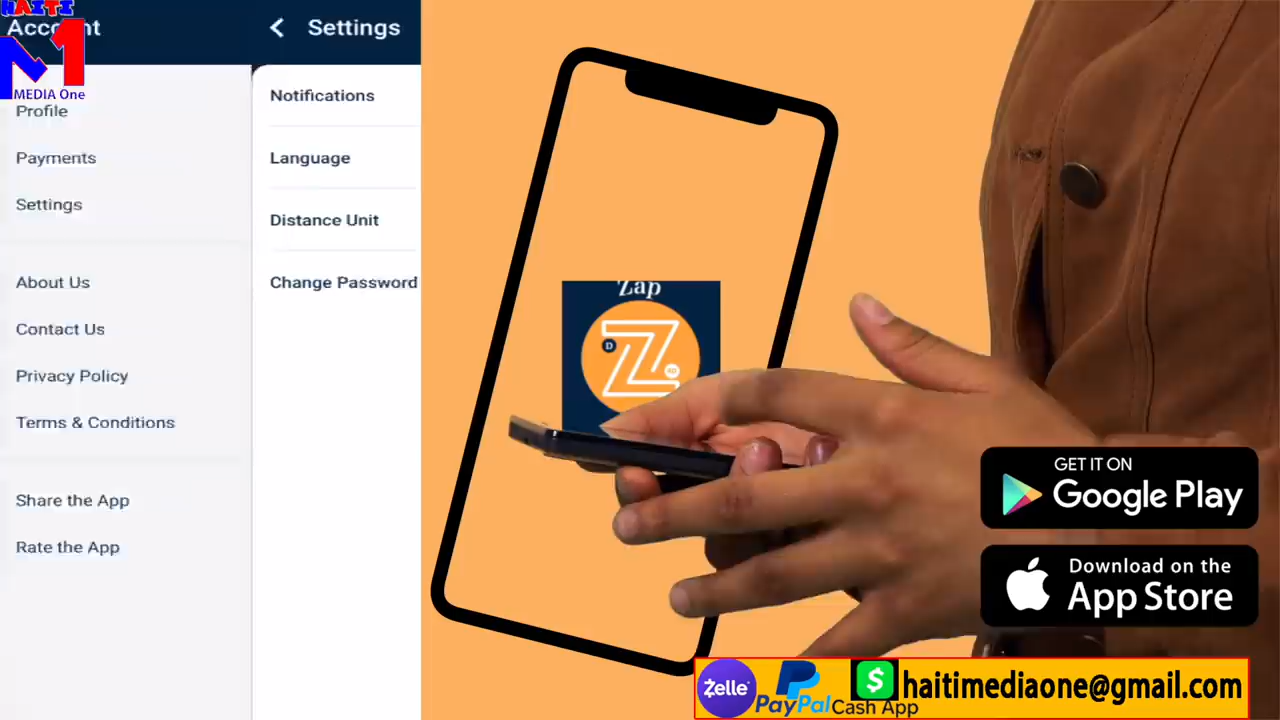 HAITI
Account
M1
MEDIA One
Profile
Payments
Settings
About Us
Contact Us
Privacy Policy
Terms & Conditions
Share the App
Rate the App
Settings
Notifications
Language
Distance Unit
Change Password
Zap
D
Z
AD
GET IT ON
Google Play
Download on the
App Store
Zelle
PayPal
$
Cash App
haitimediaone@gmail.com